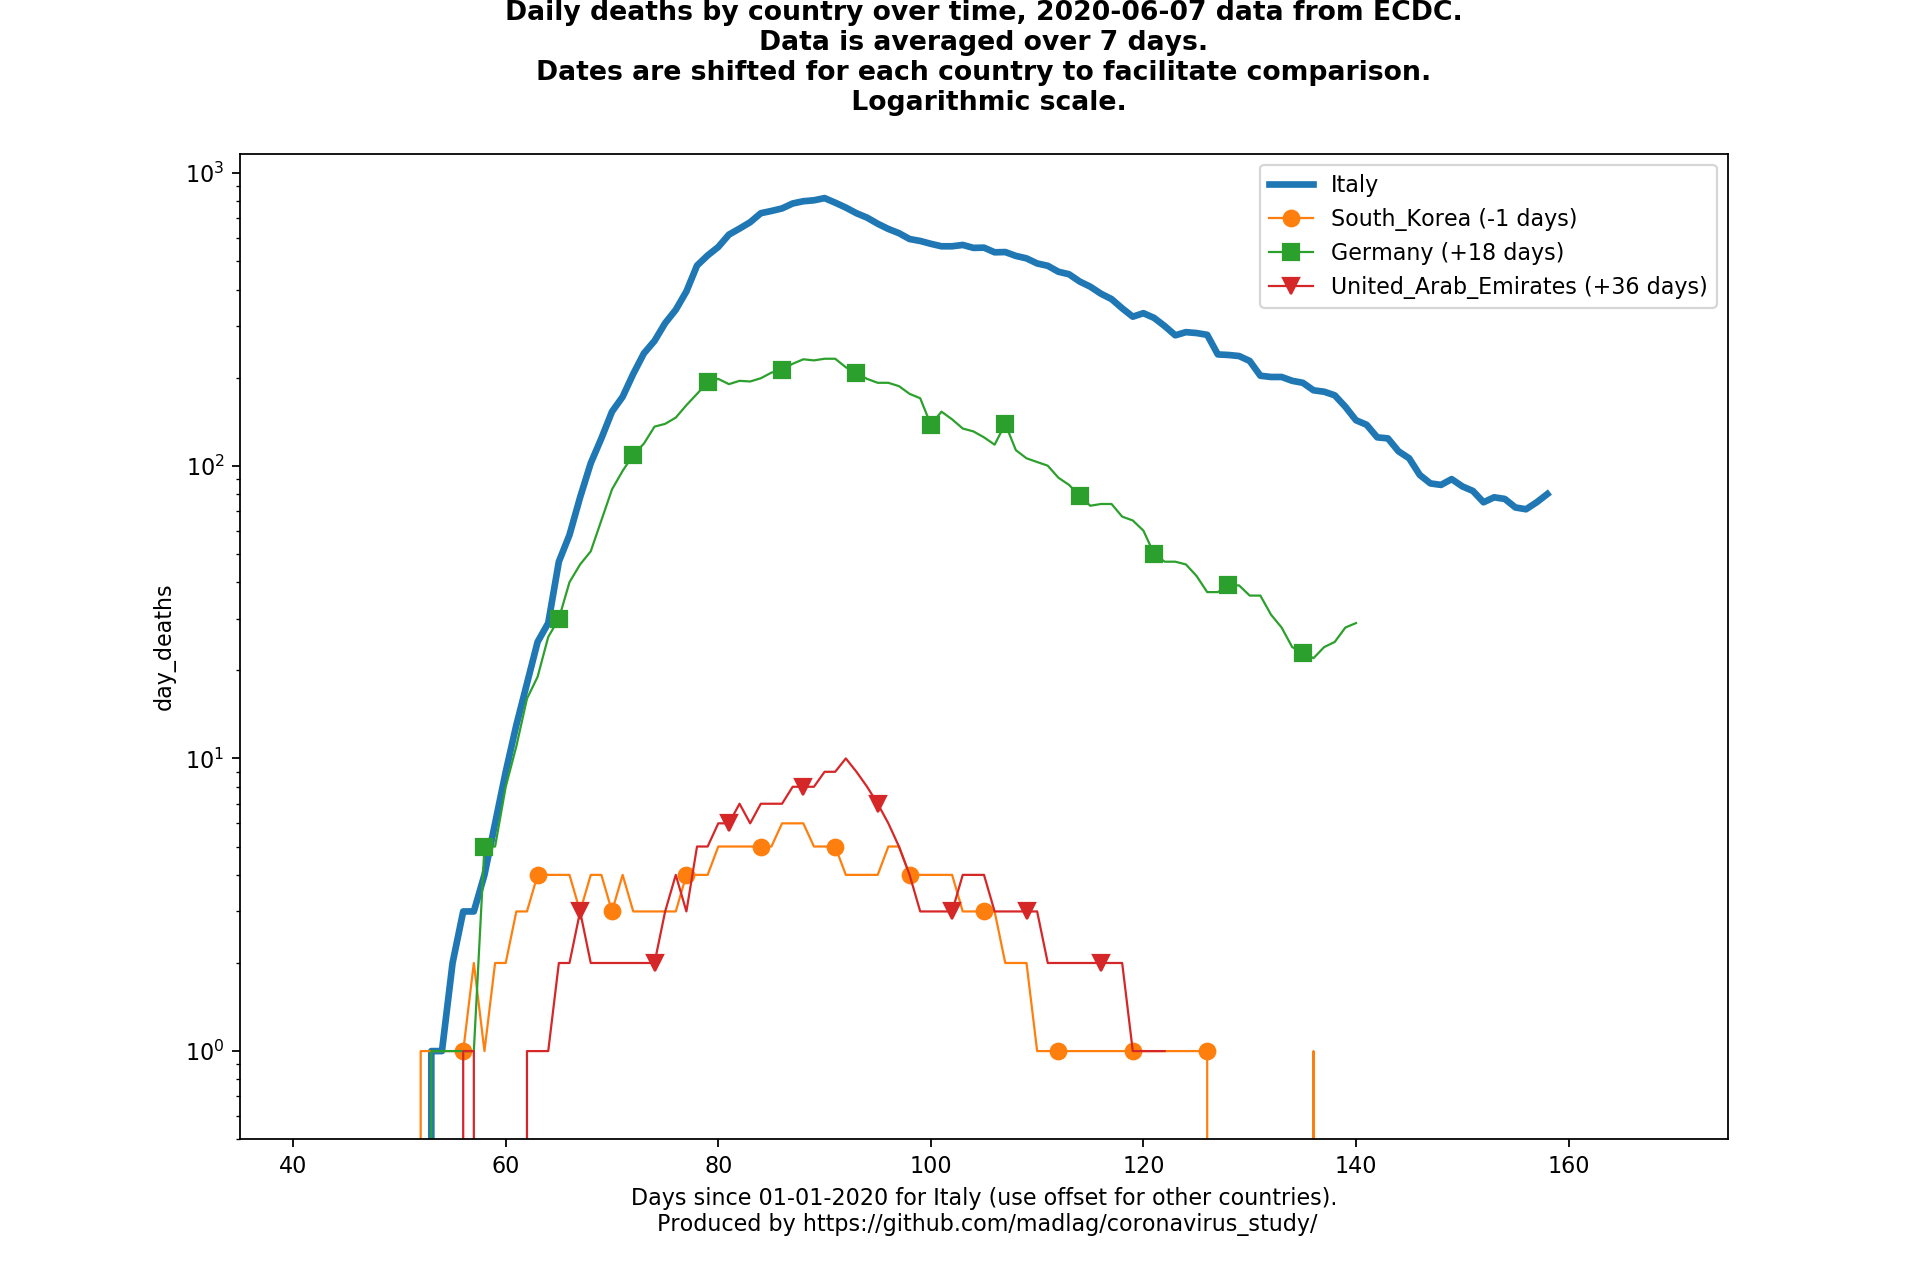 Daily deaths by country over time, 2020-06-07 data from ECDC.
Data is averaged over 7 days.
Dates are shifted for each country to facilitate comparison.
Logarithmic scale.
10³
10²
10¹
10⁰
day_deaths
Italy
South_Korea (-1 days)
Germany (+18 days)
United_Arab_Emirates (+36 days)
40 60 80 100 120 140 160
Days since 01-01-2020 for Italy (use offset for other countries).
Produced by https://github.com/madlag/coronavirus_study/